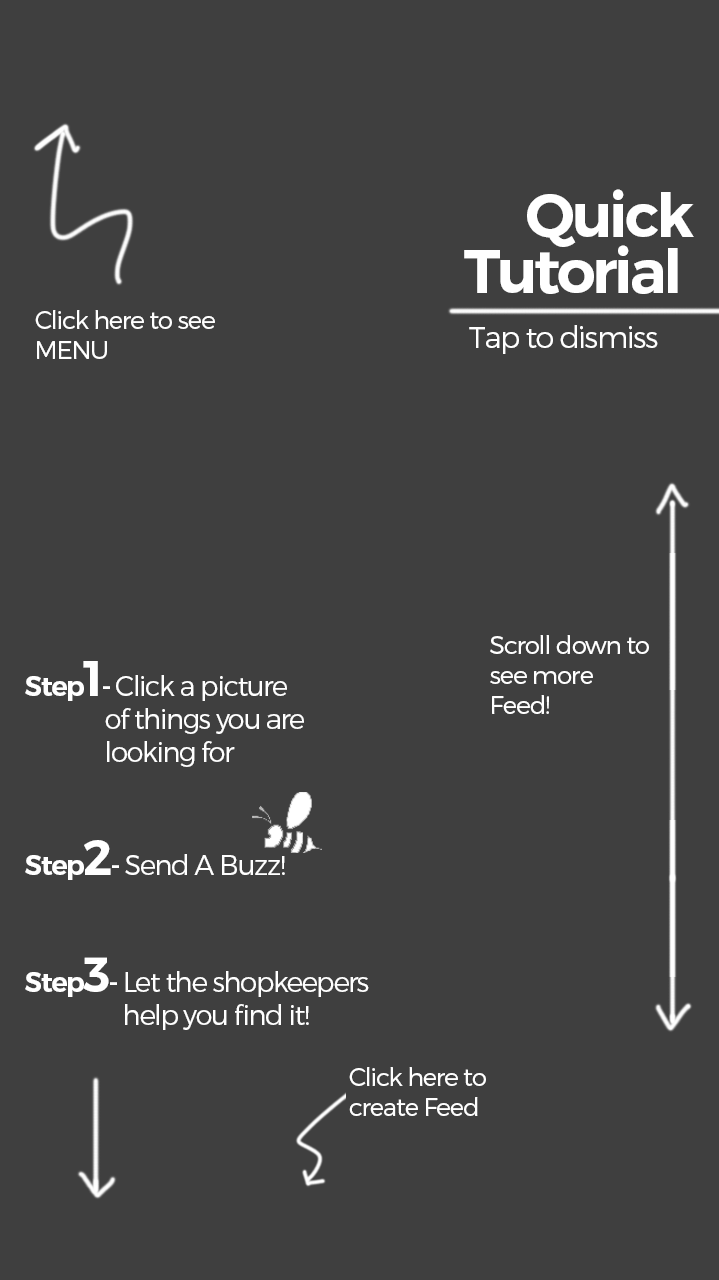 Quick
Tutorial
Tap to dismiss
Click here to see
MENU
Scroll down to
see more
Feed!
Step1- Click a picture
of things you are
looking for
Step2- Send A Buzz!
Step3- Let the shopkeepers
help you find it!
Click here to
create Feed